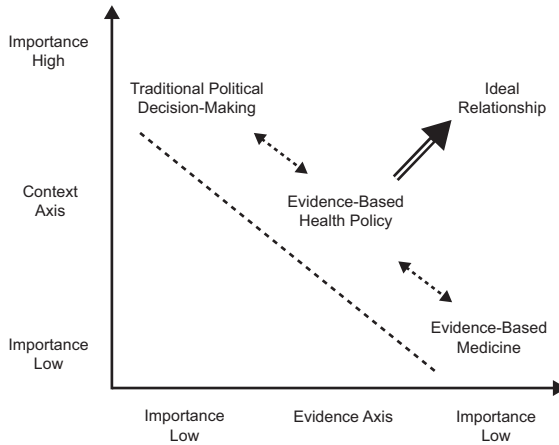 Importance
High
Traditional Political
Decision-Making
Ideal
Relationship
Context
Axis
Evidence-Based
Health Policy
Evidence-Based
Medicine
Importance
Low
Importance
Low
Evidence Axis
Importance
Low